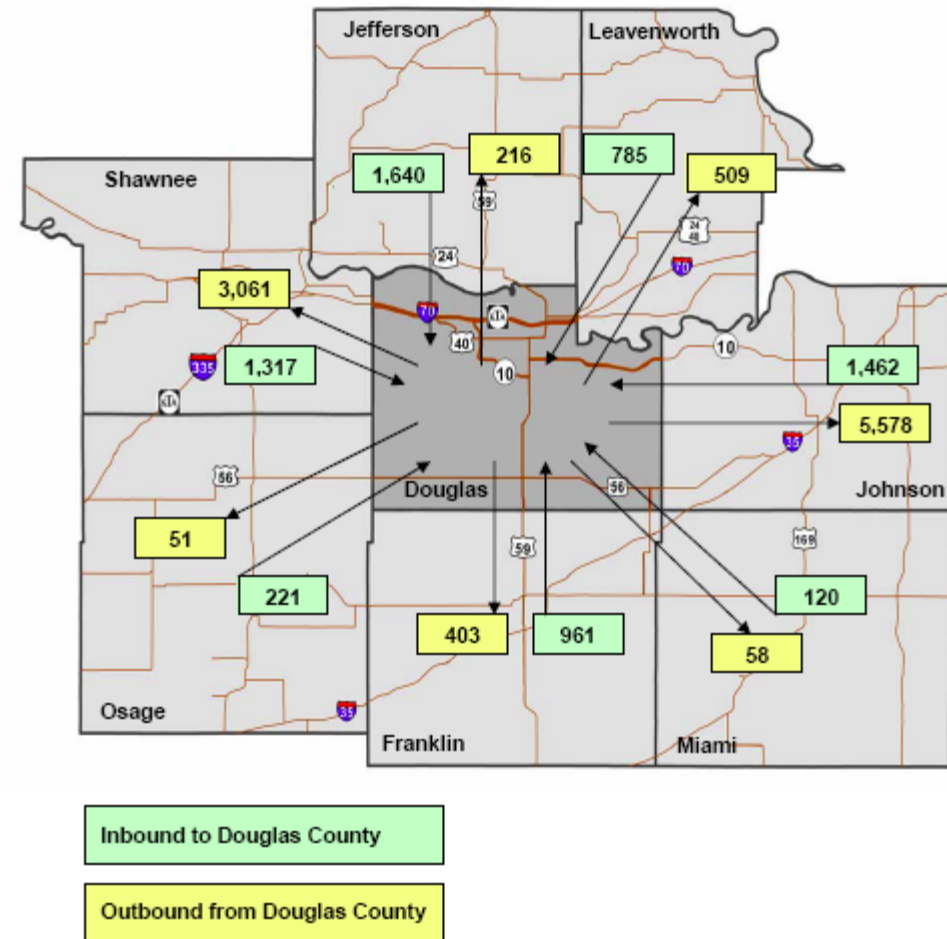 Jefferson
Leavenworth
216
785
1,640
509
Shawnee
59
24
40
24
70
3,061
70
KTA
40
10
1,317
335
10
1,462
KTA
5,578
35
56
Douglas
56
Johnson
51
59
169
221
120
403
961
58
Osage
35
Franklin
Miami
Inbound to Douglas County
Outbound from Douglas County